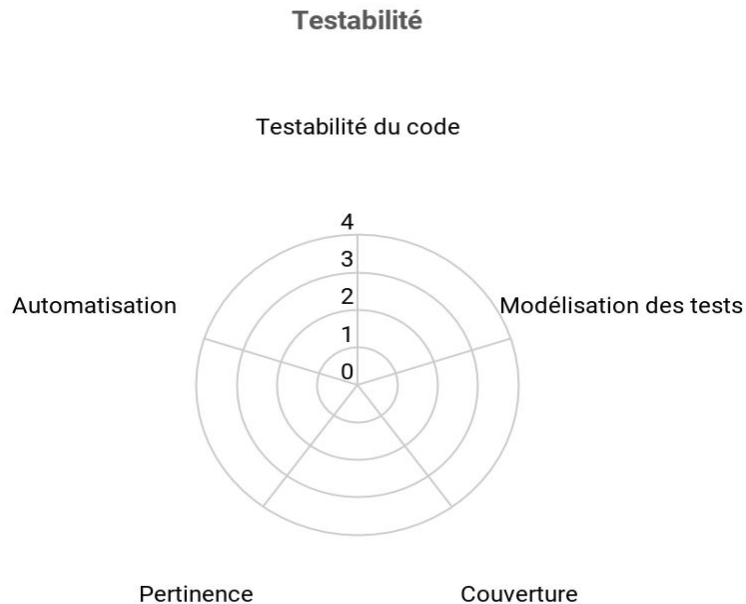 Testabilité
Testabilité du code
4
3
2
1
0
Automatisation
Modélisation des tests
Pertinence
Couverture